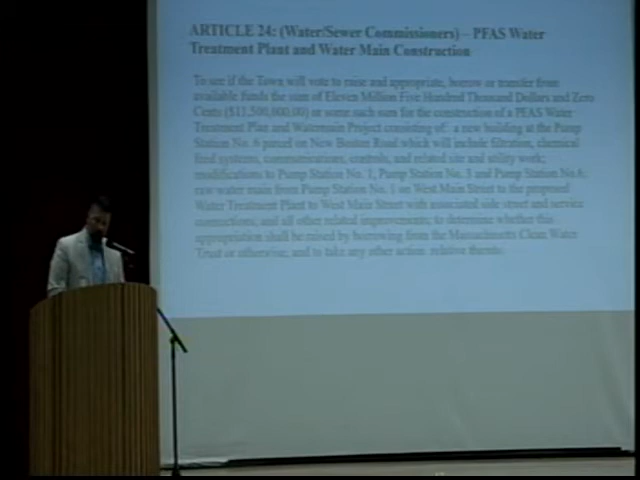 ARTICLE 24: (Water/Sewer Commissioners) – PFAS Water
Treatment Plant and Water Main Construction
To see if the Town will vote to raise and appropriate, borrow or transfer from
available funds the sum of Eleven Million Five Hundred Thousand Dollars and Zero
Cents ($11,500,000.00) or some such sum for the construction of a PFAS Water
Treatment Plan and Watermain Project consisting of: a new building at the Pump
Station No. 6 parcel on New Boston Road which will include filtration, chemical
feed systems, communications, controls, and related site and utility work;
modifications to Pump Station No. 1, Pump Station No. 3 and Pump Station No.6;
raw water main from Pump Station No. 1 on West Main Street to the proposed
Water Treatment Plant to West Main Street with associated side street and service
connections; and all other related improvements; to determine whether this
appropriation shall be raised by borrowing from the Massachusetts Clean Water
Trust or otherwise, and to take any other action relative thereto.